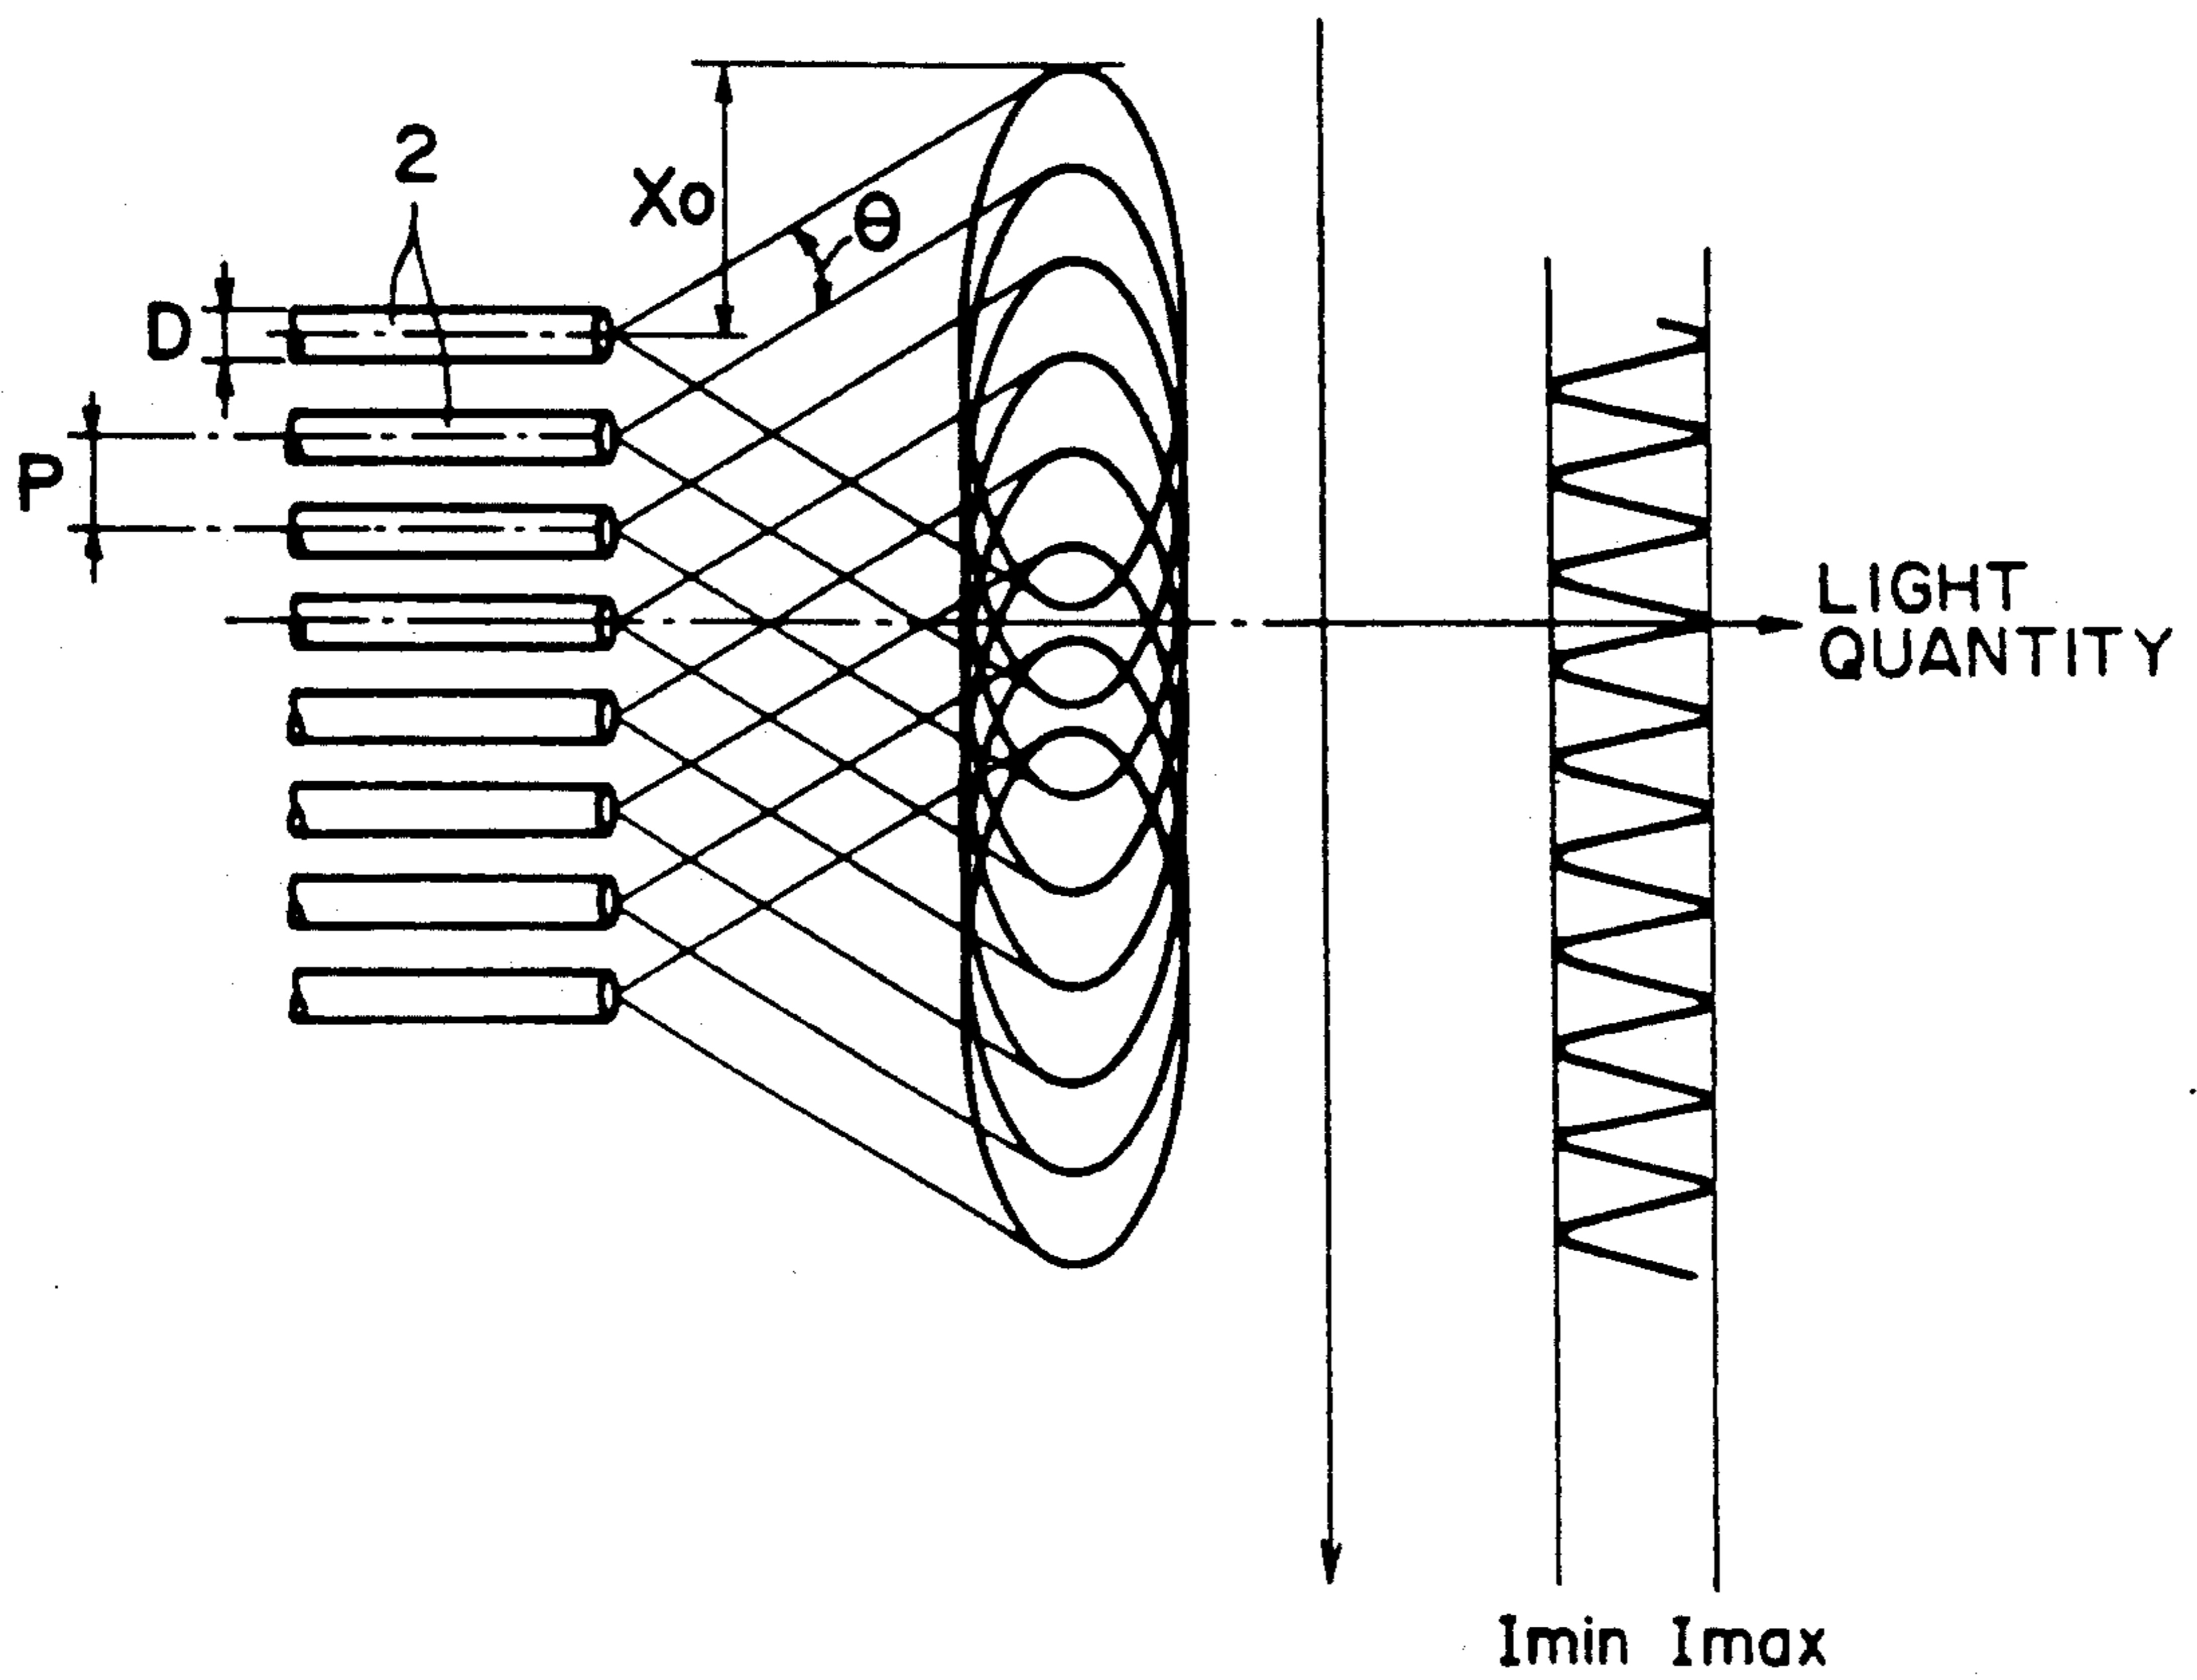 2
Xo
θ
D
P
LIGHT
QUANTITY
Imin Imax